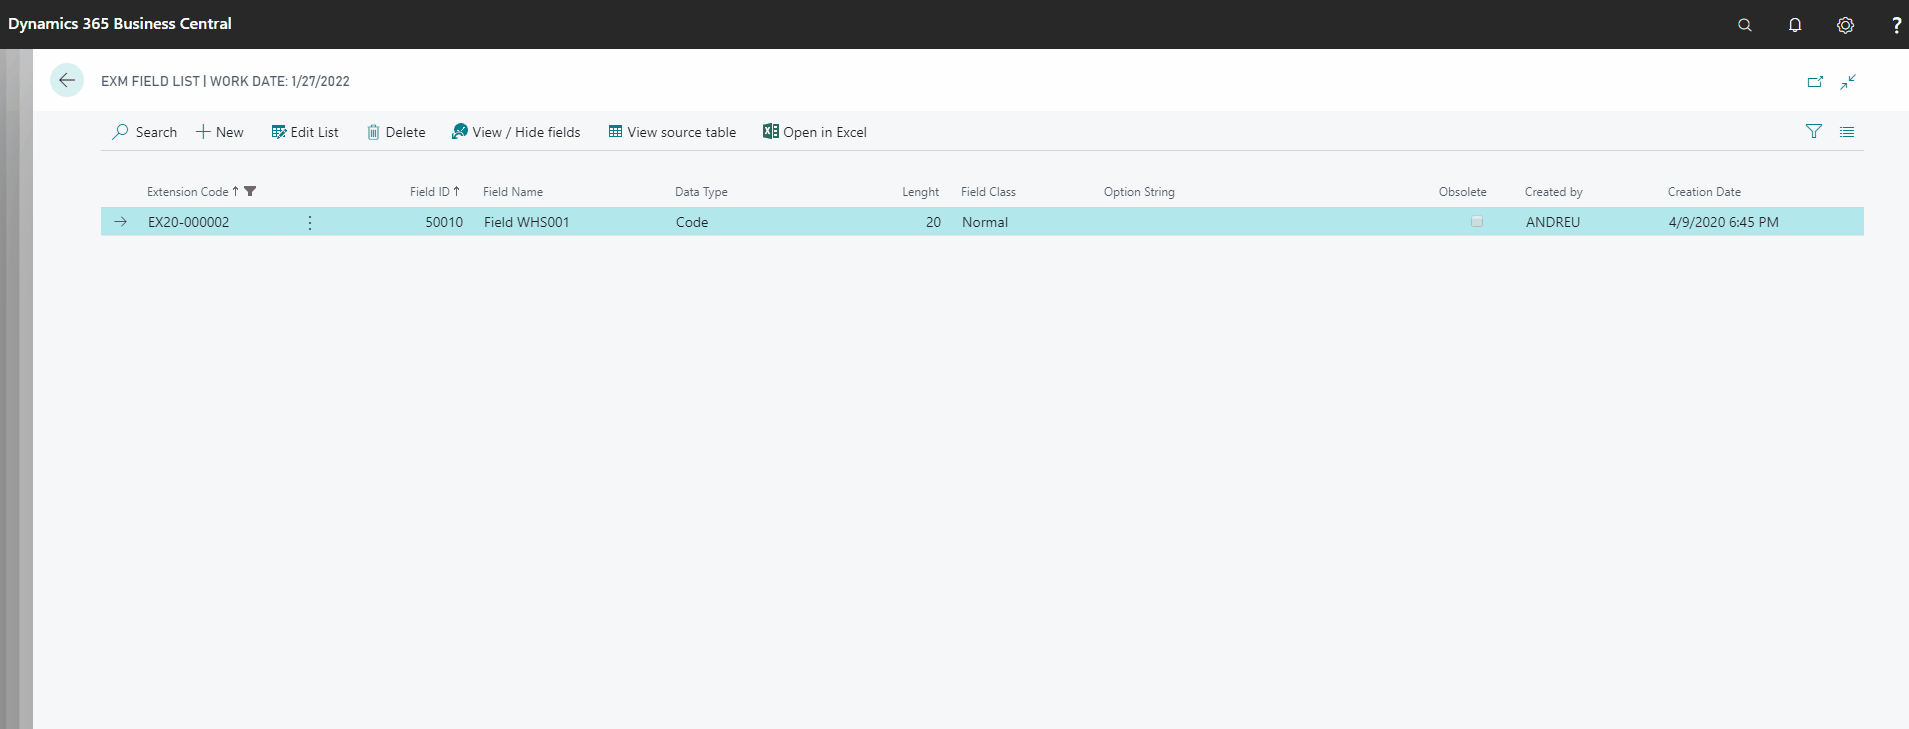 Dynamics 365 Business Central
?
EXM FIELD LIST | WORK DATE: 1/27/2022
Search New Edit List Delete View / Hide fields View source table Open in Excel
Extension Code Field ID Field Name Data Type Lenght Field Class Option String Obsolete Created by Creation Date
EX20-000002 50010 Field WHS001 Code 20 Normal ANDREU 4/9/2020 6:45 PM